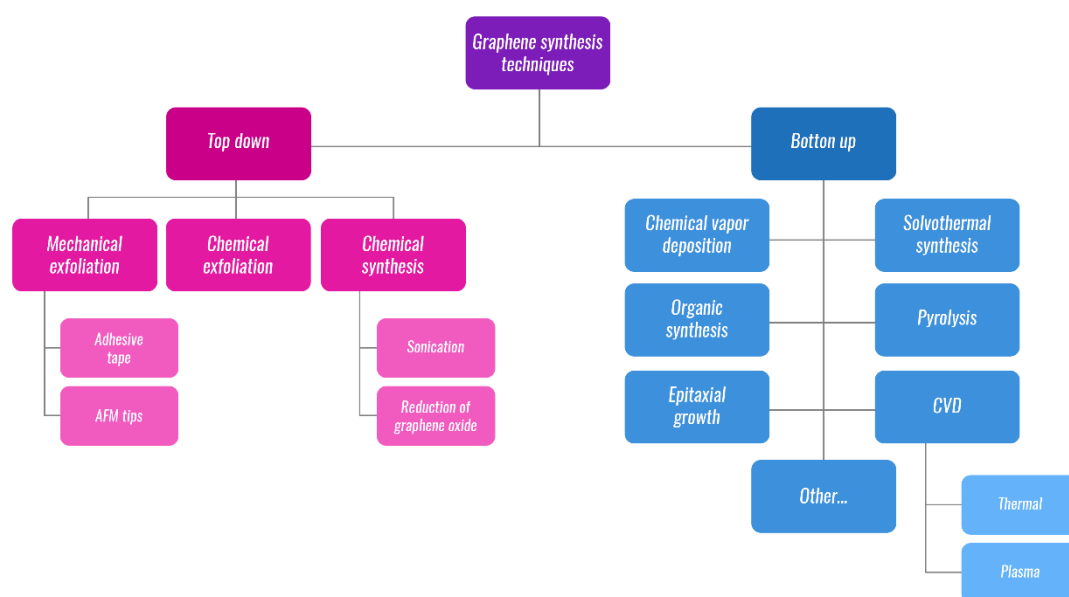 Graphene synthesis
techniques
Top down
Botton up
Mechanical
exfoliation
Chemical
exfoliation
Chemical
synthesis
Adhesive
tape
AFM tips
Sonication
Reduction of
graphene oxide
Chemical vapor
deposition
Solvothermal
synthesis
Organic
synthesis
Pyrolysis
Epitaxial
growth
CVD
Other...
Thermal
Plasma